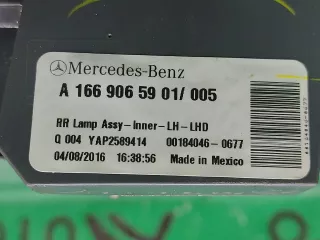 Mercedes-Benz
A 166 906 59 01/ 005
RR Lamp Assy-Inner-LH-LHD
Q 004 YAP2589414 00184046-0677
04/08/2016 16:38:56 Made in Mexico